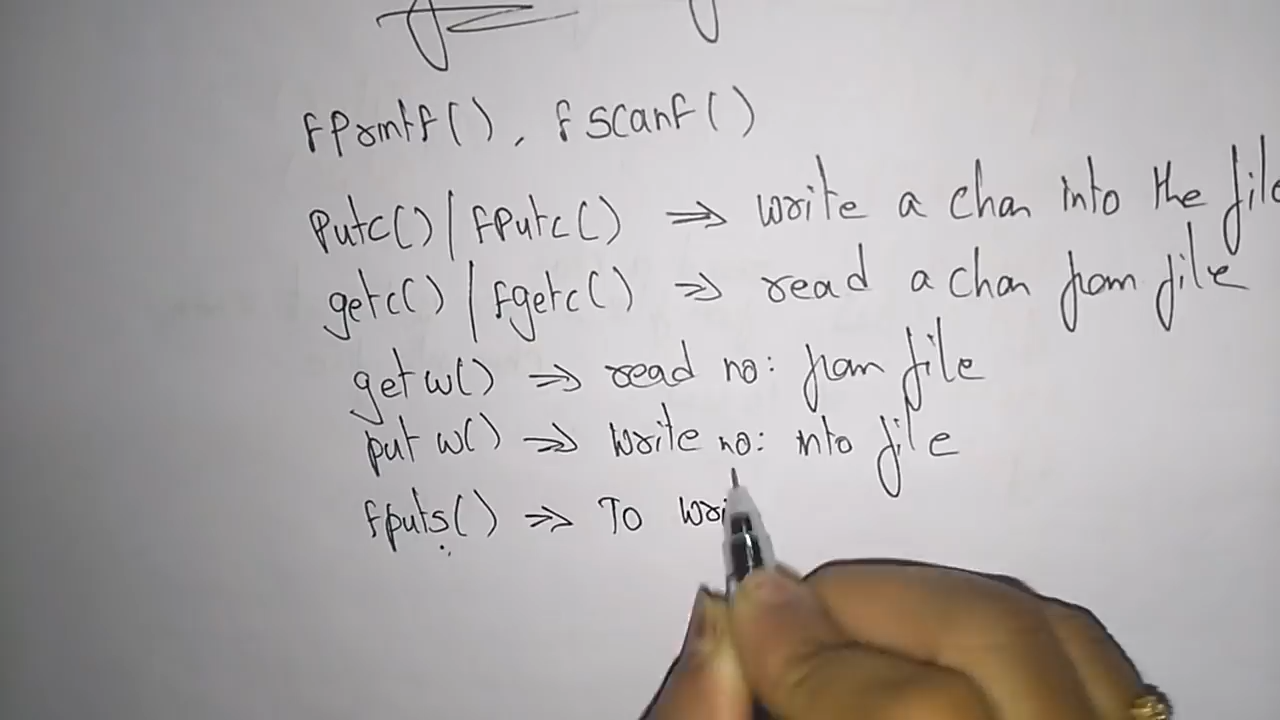 fprintf(), fscanf()
putc() | fputc() ⇒ write a char into the file
getc() | fgetc() ⇒ read a char from file
getw() ⇒ read no: from file
putw() ⇒ write no: into file
fputs() ⇒ To wri